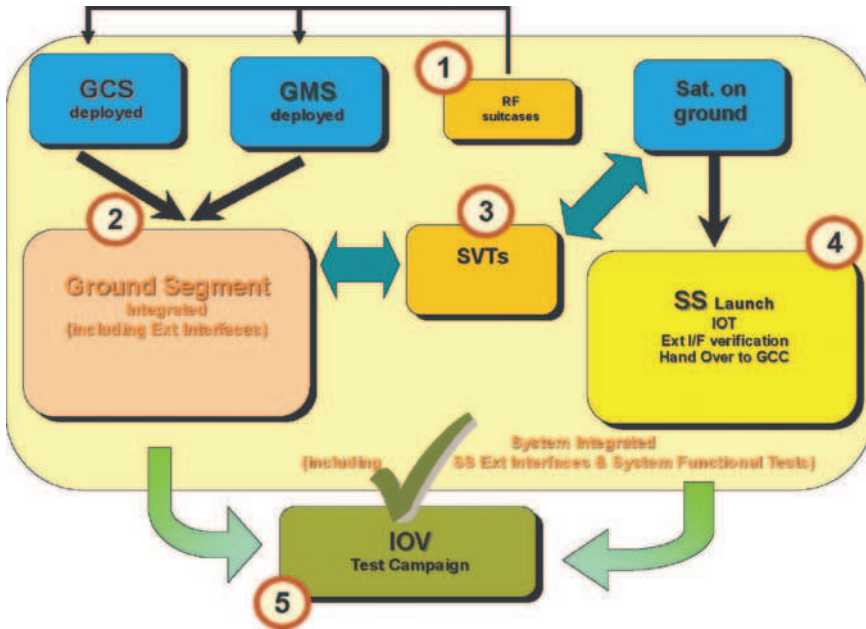 GCS
deployed
GMS
deployed
1
RF
suitcases
Sat. on
ground
2
Ground Segment
Integrated
(including Ext Interfaces)
3
SVTs
4
SS Launch
IOT
Ext I/F verification
Hand Over to GCC
System Integrated
(including SS Ext Interfaces & System Functional Tests)
IOV
Test Campaign
5